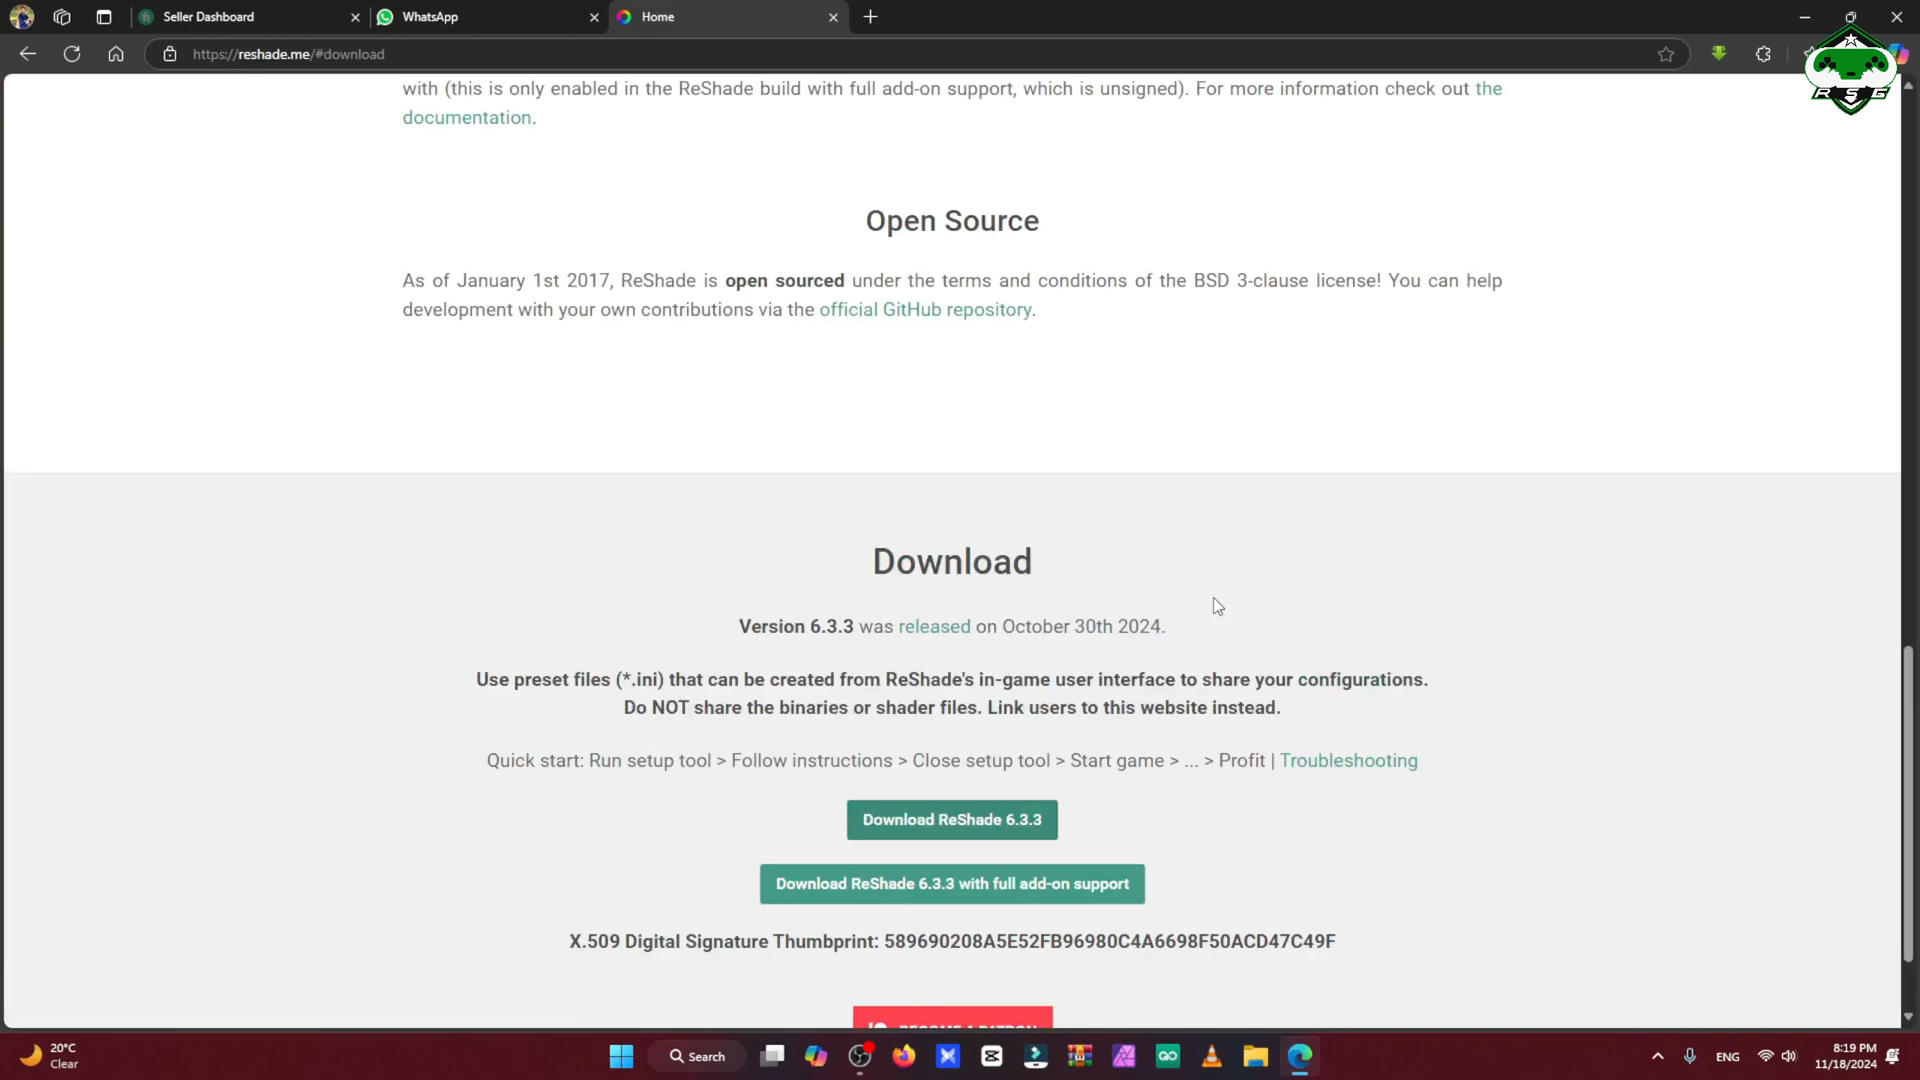 Seller Dashboard
WhatsApp
Home
https://reshade.me/#download
RSG
with (this is only enabled in the ReShade build with full add-on support, which is unsigned). For more information check out the
documentation.
Open Source
As of January 1st 2017, ReShade is open sourced under the terms and conditions of the BSD 3-clause license! You can help
development with your own contributions via the official GitHub repository.
Download
Version 6.3.3 was released on October 30th 2024.
Use preset files (*.ini) that can be created from ReShade's in-game user interface to share your configurations.
Do NOT share the binaries or shader files. Link users to this website instead.
Quick start: Run setup tool > Follow instructions > Close setup tool > Start game > ... > Profit | Troubleshooting
Download ReShade 6.3.3
Download ReShade 6.3.3 with full add-on support
X.509 Digital Signature Thumbprint: 589690208A5E52FB96980C4A6698F50ACD47C49F
BECOME A PATRON
20°C
Clear
Search
ENG
8:19 PM
11/18/2024